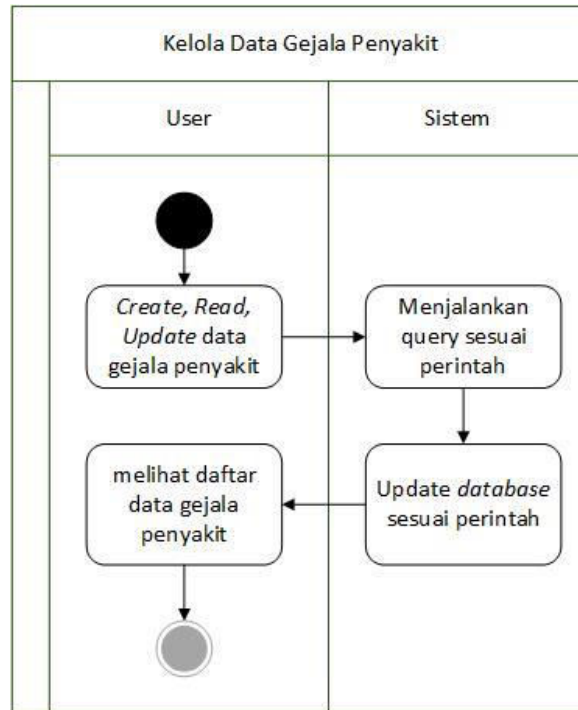 Kelola Data Gejala Penyakit
User
Sistem
Create, Read,
Update data
gejala penyakit
Menjalankan
query sesuai
perintah
melihat daftar
data gejala
penyakit
Update database
sesuai perintah